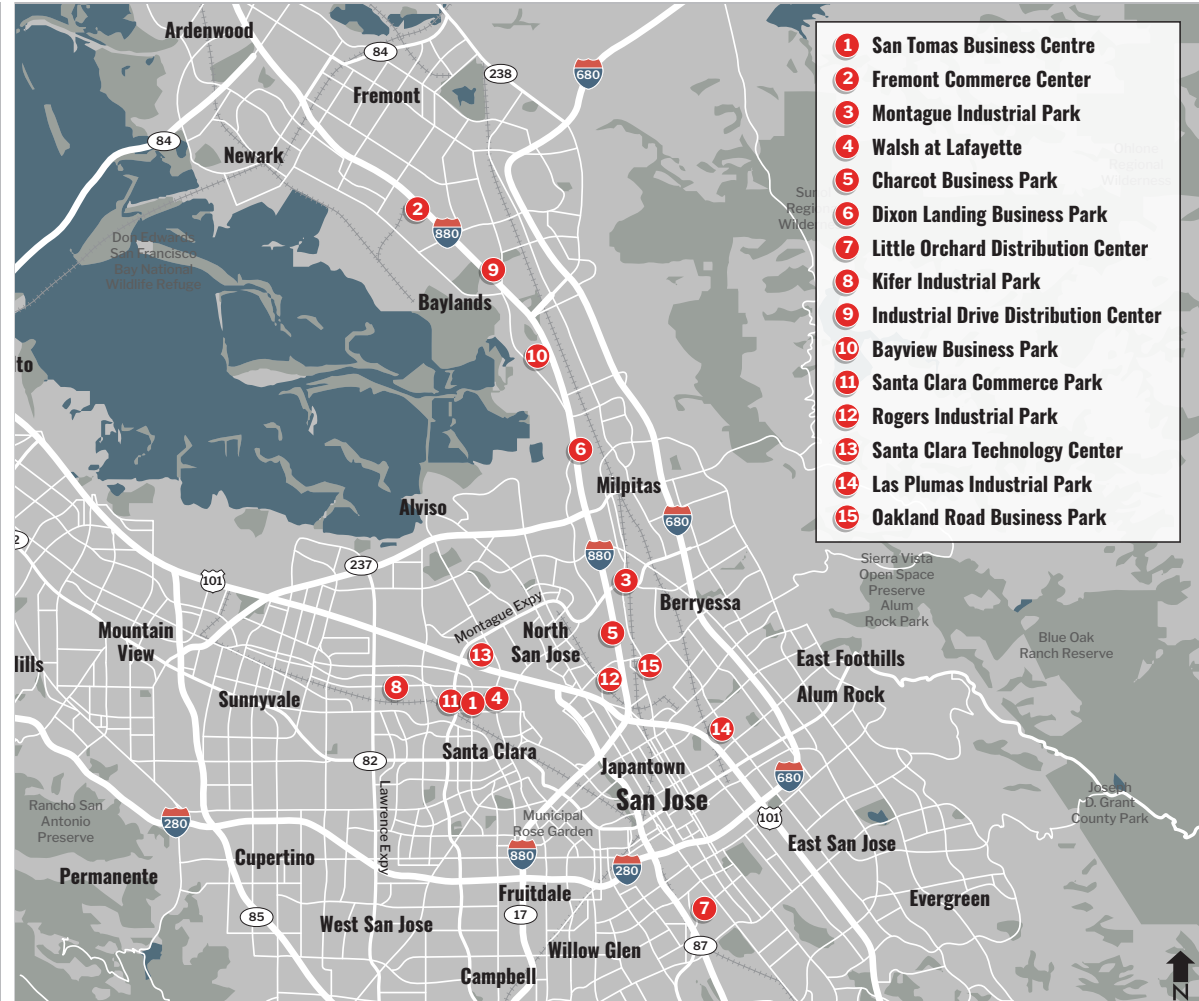 Ardenwood
84
238
680
Fremont
84
Newark
2
880
Don Edwards
San Francisco
Bay National
Wildlife Refuge
9
Baylands
10
6
Milpitas
Alviso
680
880
237
101
3
Montague Expy
Berryessa
Mountain
View
North
San Jose
5
13
15
12
East Foothills
Alum Rock
8
Sunnyvale
11
1
4
14
Santa Clara
82
Japantown
San Jose
680
Lawrence Expy
Municipal
Rose Garden
101
Rancho San
Antonio
Preserve
280
East San Jose
Cupertino
880
280
Permanente
Fruitdale
Evergreen
7
85
17
West San Jose
Willow Glen
87
Campbell
Sierra Vista
Open Space
Preserve
Alum
Rock Park
Blue Oak
Ranch Reserve
Joseph
D. Grant
County Park
N
1 San Tomas Business Centre
2 Fremont Commerce Center
3 Montague Industrial Park
4 Walsh at Lafayette
5 Charcot Business Park
6 Dixon Landing Business Park
7 Little Orchard Distribution Center
8 Kifer Industrial Park
9 Industrial Drive Distribution Center
10 Bayview Business Park
11 Santa Clara Commerce Park
12 Rogers Industrial Park
13 Santa Clara Technology Center
14 Las Plumas Industrial Park
15 Oakland Road Business Park